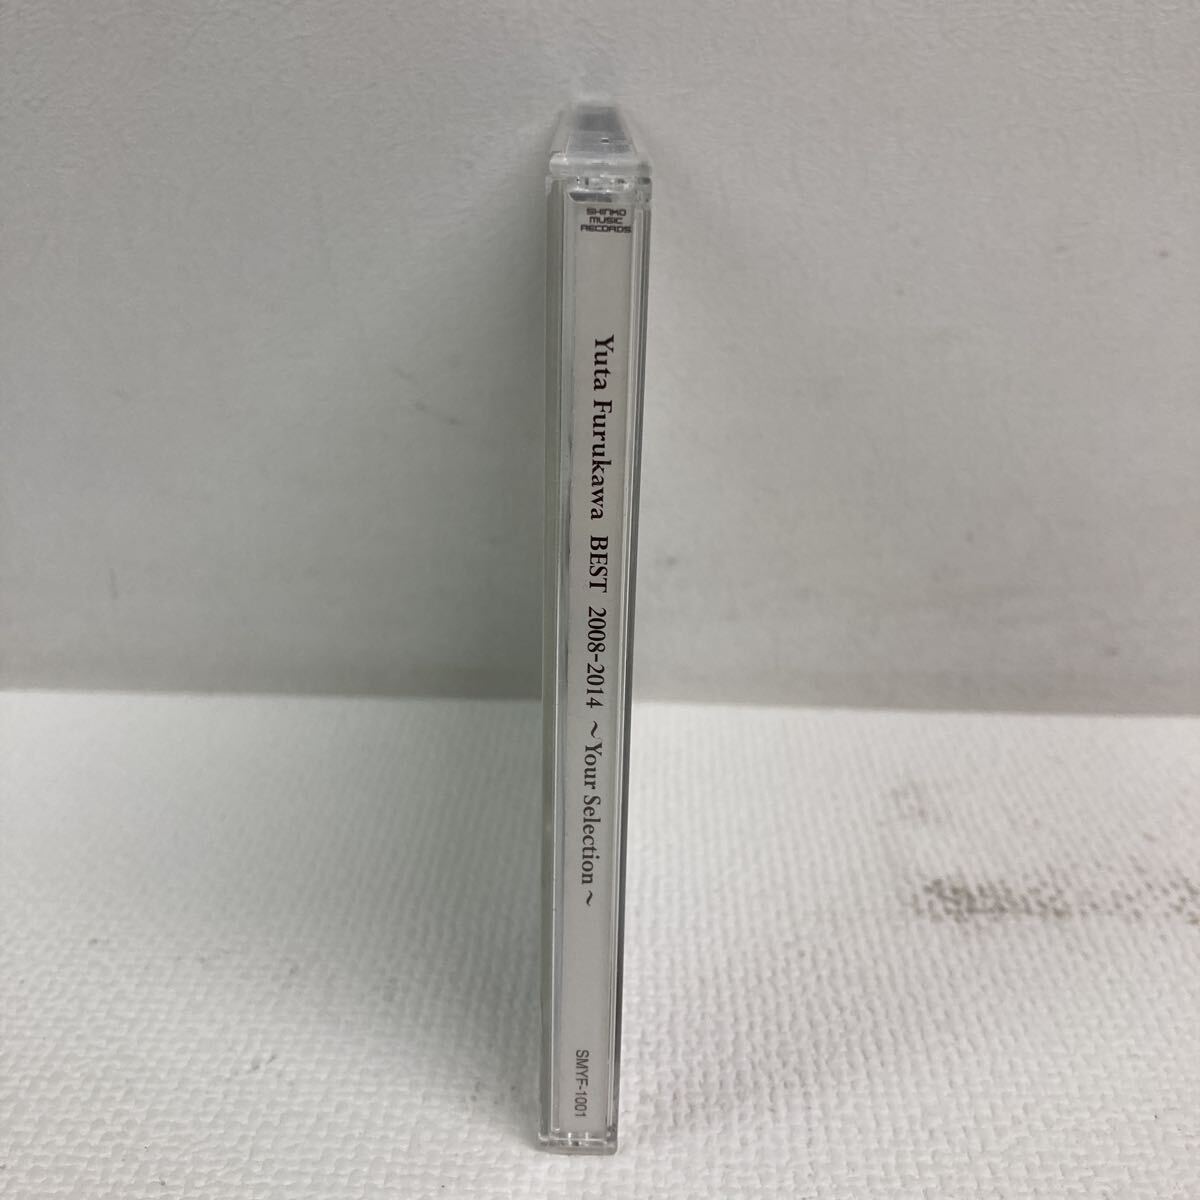 SHINKO
MUSIC
RECORDS
Yuta Furukawa BEST 2008-2014 ~Your Selection~
SMYF-1001